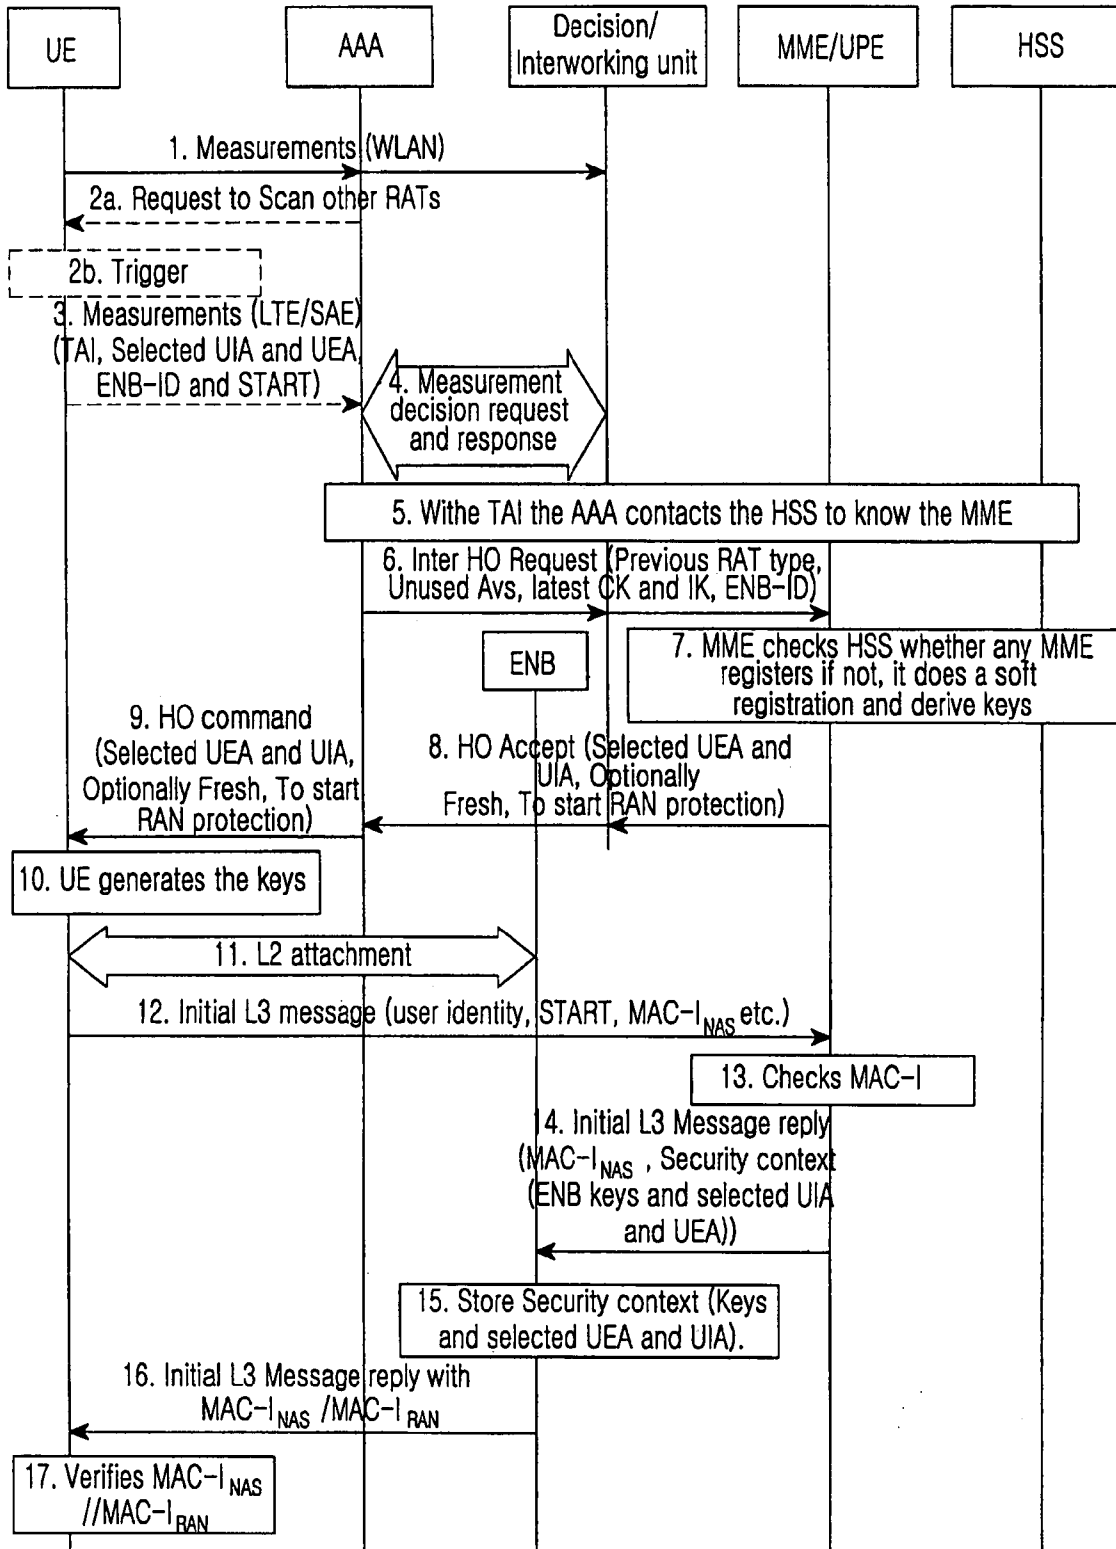 UE
AAA
Decision/
Interworking unit
MME/UPE
HSS
1. Measurements (WLAN)
2a. Request to Scan other RATs
2b. Trigger
3. Measurements (LTE/SAE)
(TAI, Selected UIA and UEA,
ENB-ID and START)
4. Measurement
decision request
and response
5. Withe TAI the AAA contacts the HSS to know the MME
6. Inter HO Request (Previous RAT type,
Unused Avs, latest CK and IK, ENB-ID)
ENB
7. MME checks HSS whether any MME
registers if not, it does a soft
registration and derive keys
8. HO Accept (Selected UEA and
UIA, Optionally
Fresh, To start RAN protection)
9. HO command
(Selected UEA and UIA,
Optionally Fresh, To start
RAN protection)
10. UE generates the keys
11. L2 attachment
12. Initial L3 message (user identity, START, MAC-I NAS etc.)
13. Checks MAC-I
14. Initial L3 Message reply
(MAC-I NAS , Security context
(ENB keys and selected UIA
and UEA))
15. Store Security context (Keys
and selected UEA and UIA).
16. Initial L3 Message reply with
MAC-I NAS /MAC-I RAN
17. Verifies MAC-I NAS
//MAC-I RAN